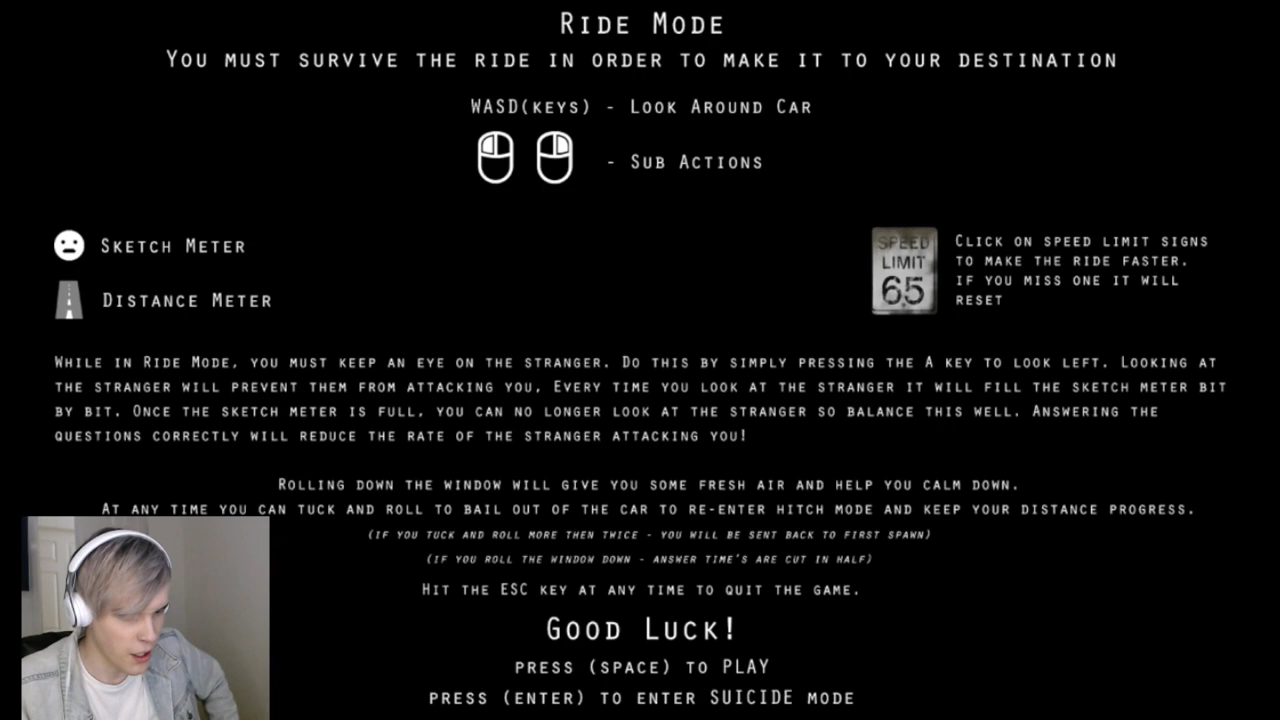 Ride Mode
You must survive the ride in order to make it to your destination
WASD(keys) - Look Around Car
- Sub Actions
Sketch Meter
Distance Meter
SPEED
LIMIT
65
Click on speed limit signs
to make the ride faster.
if you miss one it will
reset
While in Ride Mode, you must keep an eye on the stranger. Do this by simply pressing the A key to look left. Looking at
the stranger will prevent them from attacking you, Every time you look at the stranger it will fill the sketch meter bit
by bit. Once the sketch meter is full, you can no longer look at the stranger so balance this well. Answering the
questions correctly will reduce the rate of the stranger attacking you!
Rolling down the window will give you some fresh air and help you calm down.
At any time you can tuck and roll to bail out of the car to re-enter hitch mode and keep your distance progress.
(if you tuck and roll more then twice - you will be sent back to first spawn)
(if you roll the window down - answer time's are cut in half)
Hit the ESC key at any time to quit the game.
Good Luck!
press (space) to PLAY
press (enter) to enter SUICIDE mode